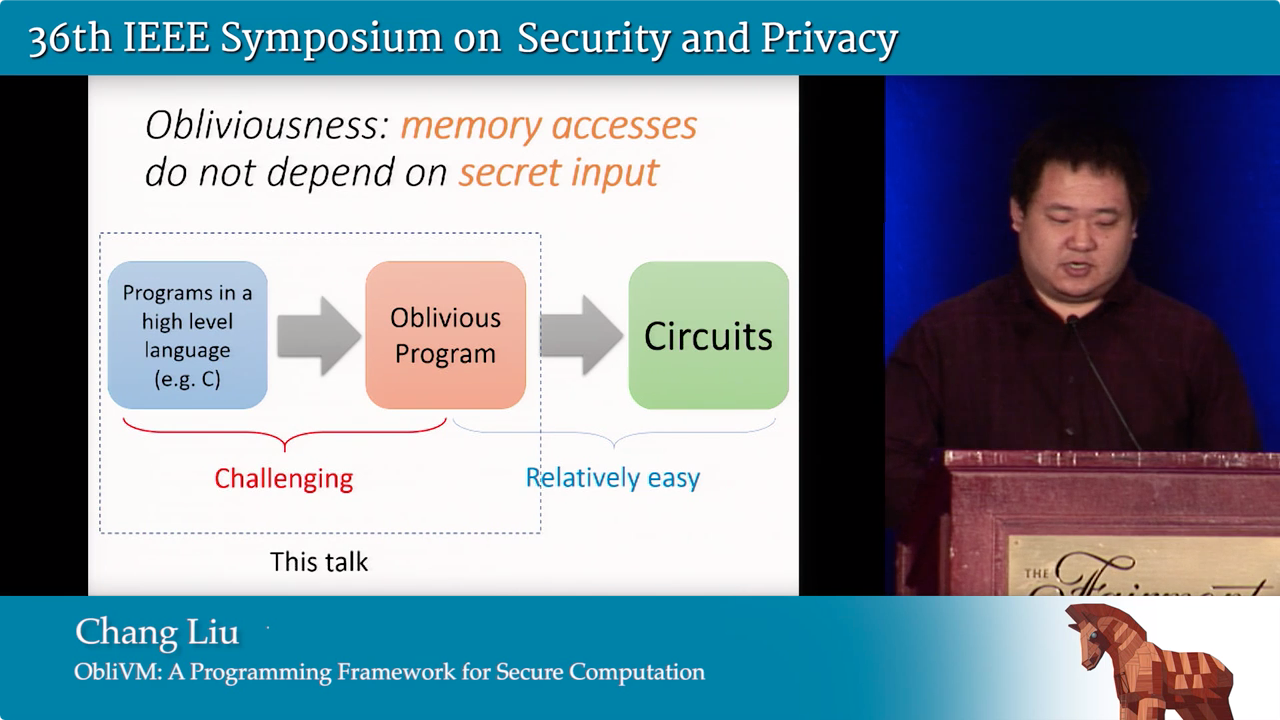 36th IEEE Symposium on Security and Privacy
Obliviousness: memory accesses
do not depend on secret input
Programs in a
high level
language
(e.g. C)
Oblivious
Program
Circuits
Challenging
Relatively easy
This talk
THE Fairmont
Chang Liu
ObliVM: A Programming Framework for Secure Computation